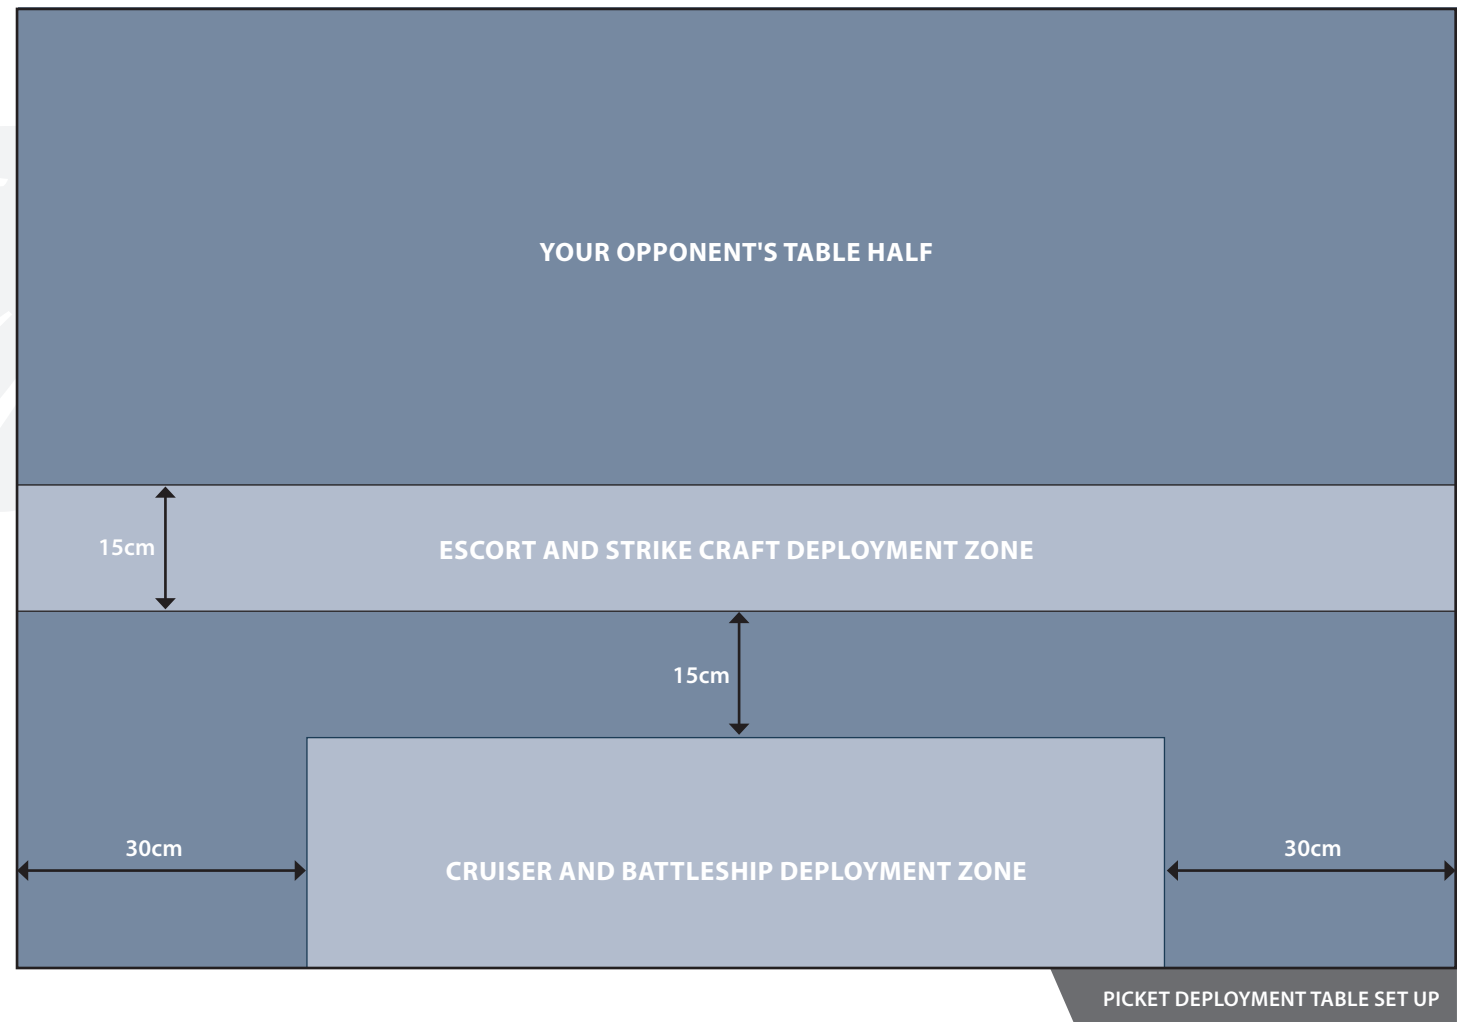 YOUR OPPONENT'S TABLE HALF
15cm
ESCORT AND STRIKE CRAFT DEPLOYMENT ZONE
15cm
30cm
30cm
CRUISER AND BATTLESHIP DEPLOYMENT ZONE
PICKET DEPLOYMENT TABLE SET UP